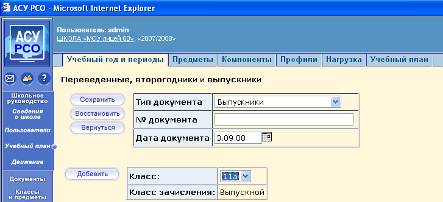 АСУ РСО - Microsoft Internet Explorer
АСУ
РСО
Пользователь: admin
ШКОЛА «МОУ лицей 60», <2007/2008>
Учебный год и периоды
Предметы
Компоненты
Профили
Нагрузка
Учебный план
Школьное
руководство
Сведения
о школе
Пользователи
Учебный план
Движение
Документы
Классы
и предметы
Переведенные, второгодники и выпускники
Сохранить
Восстановить
Вернуться
Тип документа
Выпускники
№ документа
Дата документа
3.09.08
Добавить
Класс:
11а
Класс зачисления:
Выпускной